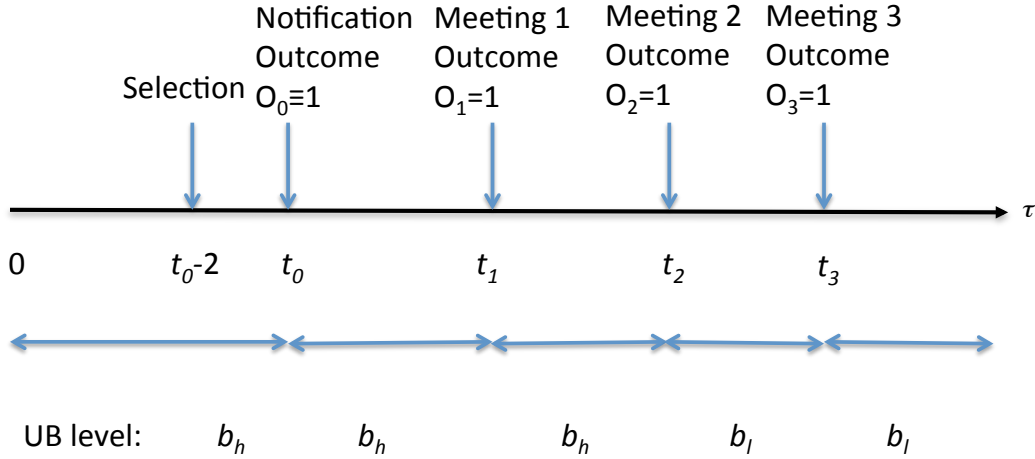 Notification Outcome O₀≡1
Meeting 1 Outcome O₁=1
Meeting 2 Outcome O₂=1
Meeting 3 Outcome O₃=1
Selection
τ
0 t₀-2 t₀ t₁ t₂ t₃
UB level: bₕ bₕ bₕ bₗ bₗ